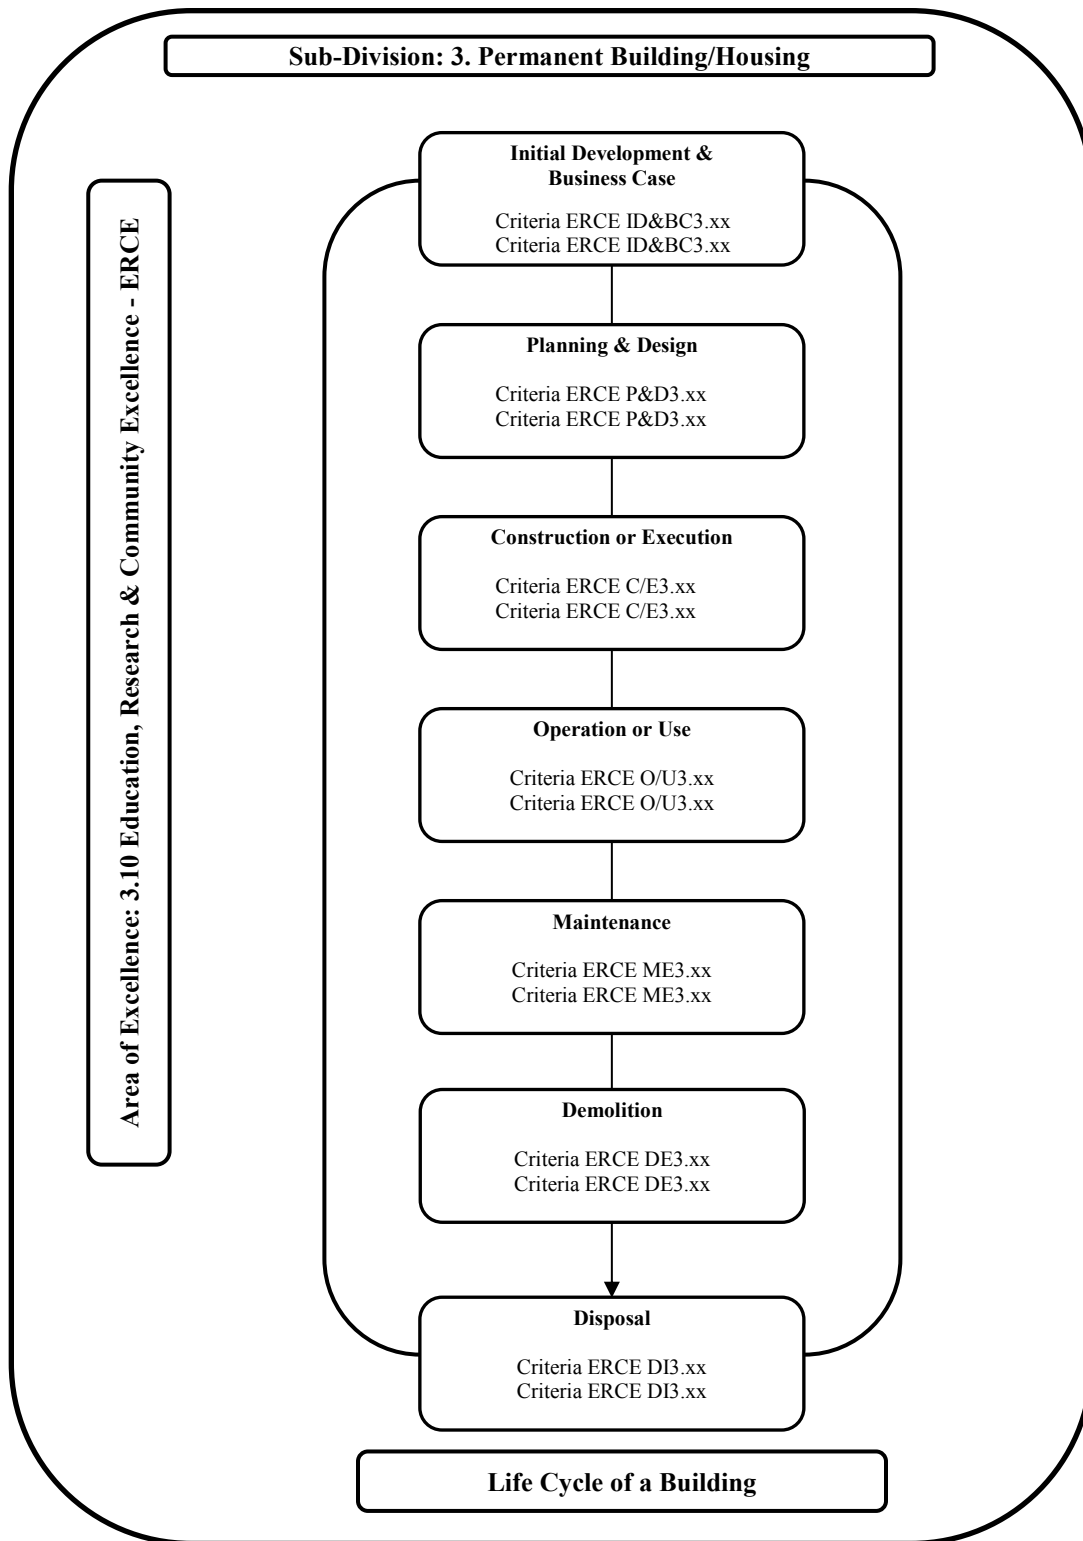 Sub-Division: 3. Permanent Building/Housing
Area of Excellence: 3.10 Education, Research & Community Excellence - ERCE
Initial Development &
Business Case
Criteria ERCE ID&BC3.xx
Criteria ERCE ID&BC3.xx
Planning & Design
Criteria ERCE P&D3.xx
Criteria ERCE P&D3.xx
Construction or Execution
Criteria ERCE C/E3.xx
Criteria ERCE C/E3.xx
Operation or Use
Criteria ERCE O/U3.xx
Criteria ERCE O/U3.xx
Maintenance
Criteria ERCE ME3.xx
Criteria ERCE ME3.xx
Demolition
Criteria ERCE DE3.xx
Criteria ERCE DE3.xx
Disposal
Criteria ERCE DI3.xx
Criteria ERCE DI3.xx
Life Cycle of a Building